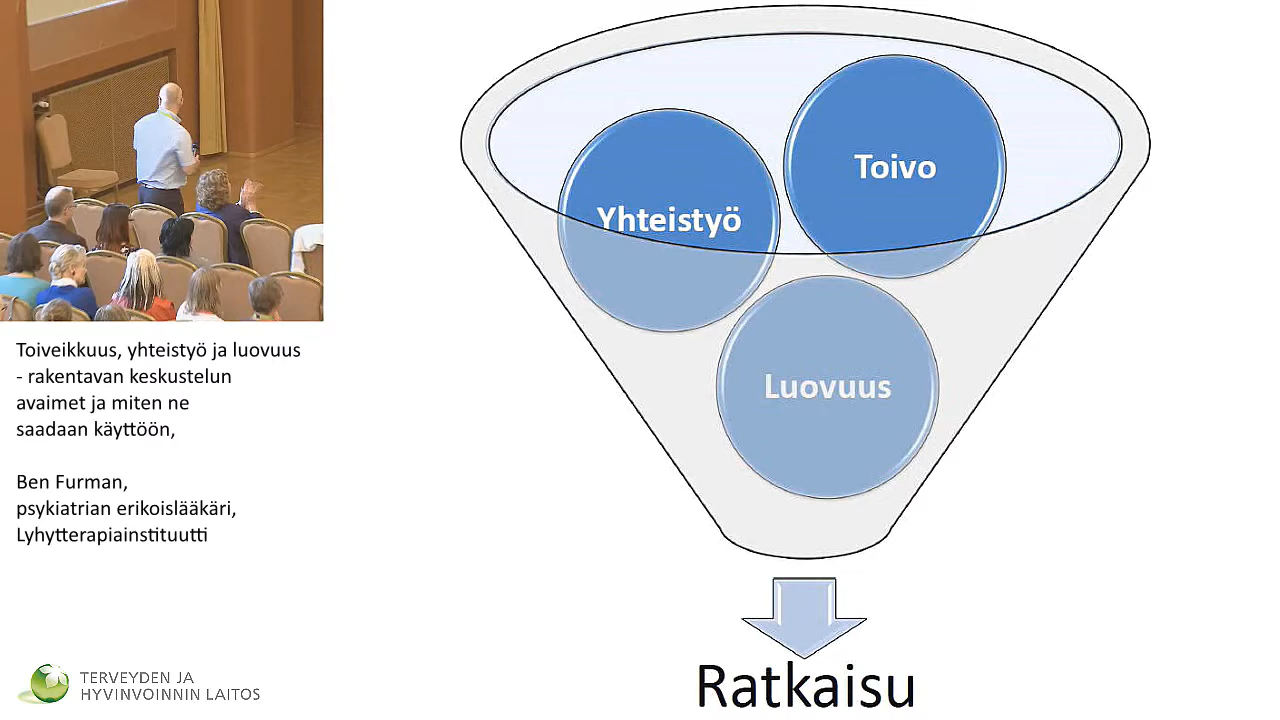 Toiveikkuus, yhteistyö ja luovuus
- rakentavan keskustelun
avaimet ja miten ne
saadaan käyttöön,
Ben Furman,
psykiatrian erikoislääkäri,
Lyhytterapiainstituutti
TERVEYDEN JA
HYVINVOINNIN LAITOS
Toivo
Yhteistyö
Luovuus
Ratkaisu